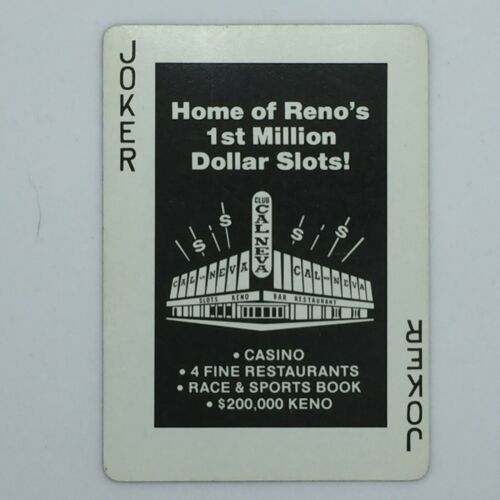 JOKER
Home of Reno's
1st Million
Dollar Slots!
CLUB
CAL NEVA
CAL NEVA
CAL NEVA
SLOTS KENO BAR RESTAURANT
• CASINO
• 4 FINE RESTAURANTS
• RACE & SPORTS BOOK
• $200,000 KENO
JOKER